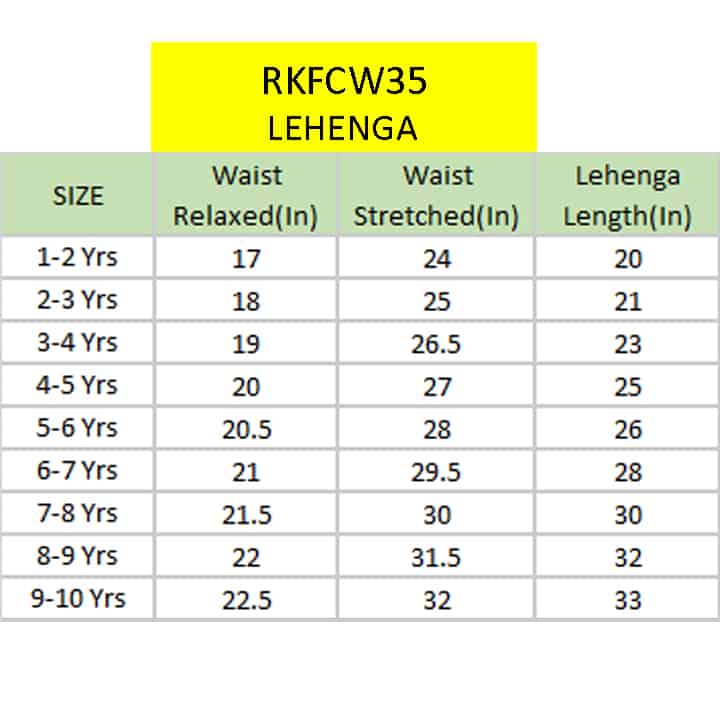 RKFCW35
LEHENGA
SIZE Waist Relaxed(In) Waist Stretched(In) Lehenga Length(In)
1-2 Yrs 17 24 20
2-3 Yrs 18 25 21
3-4 Yrs 19 26.5 23
4-5 Yrs 20 27 25
5-6 Yrs 20.5 28 26
6-7 Yrs 21 29.5 28
7-8 Yrs 21.5 30 30
8-9 Yrs 22 31.5 32
9-10 Yrs 22.5 32 33